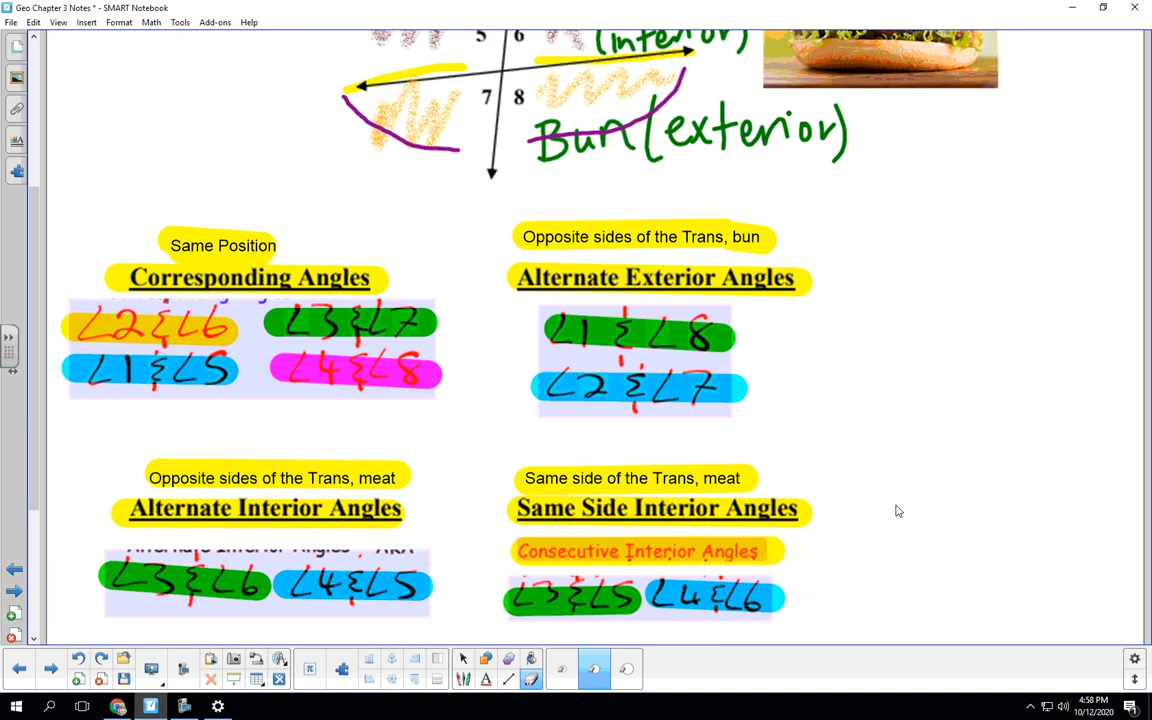 Geo Chapter 3 Notes * - SMART Notebook
File Edit View Insert Format Math Tools Add-ons Help
5 6 (interior)
7 8
Bun (exterior)
Same Position
Corresponding Angles
∠2 & ∠6 ∠3 & ∠7
∠1 & ∠5 ∠4 & ∠8
Opposite sides of the Trans, bun
Alternate Exterior Angles
∠1 & ∠8
∠2 & ∠7
Opposite sides of the Trans, meat
Alternate Interior Angles
∠3 & ∠6 ∠4 & ∠5
Same side of the Trans, meat
Same Side Interior Angles
Consecutive Interior Angles
∠3 & ∠5 ∠4 & ∠6
4:58 PM
10/12/2020